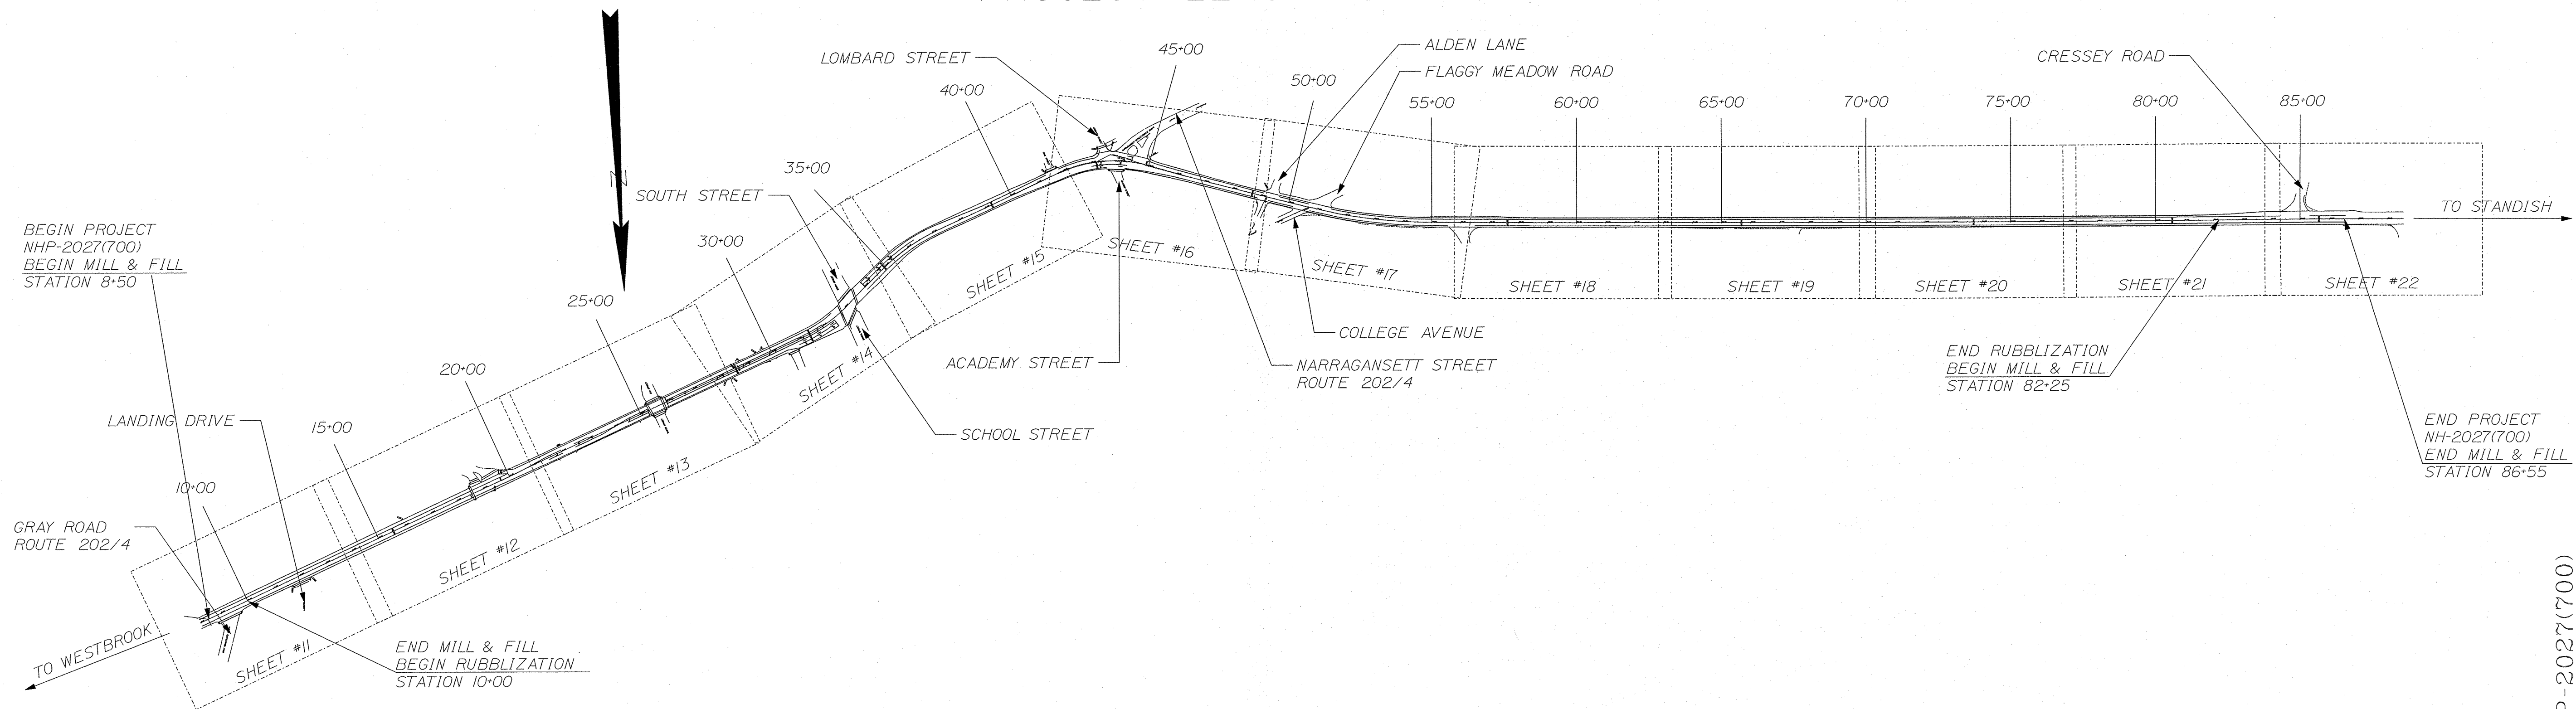 LOMBARD STREET
ALDEN LANE
FLAGGY MEADOW ROAD
CRESSEY ROAD
10+00
15+00
20+00
25+00
30+00
35+00
40+00
45+00
50+00
55+00
60+00
65+00
70+00
75+00
80+00
85+00
N
SOUTH STREET
TO STANDISH
BEGIN PROJECT
NHP-2027(700)
BEGIN MILL & FILL
STATION 8+50
LANDING DRIVE
GRAY ROAD
ROUTE 202/4
TO WESTBROOK
END MILL & FILL
BEGIN RUBBLIZATION
STATION 10+00
SHEET #11
SHEET #12
SHEET #13
SHEET #14
SHEET #15
SHEET #16
SHEET #17
SHEET #18
SHEET #19
SHEET #20
SHEET #21
SHEET #22
ACADEMY STREET
SCHOOL STREET
COLLEGE AVENUE
NARRAGANSETT STREET
ROUTE 202/4
END RUBBLIZATION
BEGIN MILL & FILL
STATION 82+25
END PROJECT
NH-2027(700)
END MILL & FILL
STATION 86+55
-2027(700)